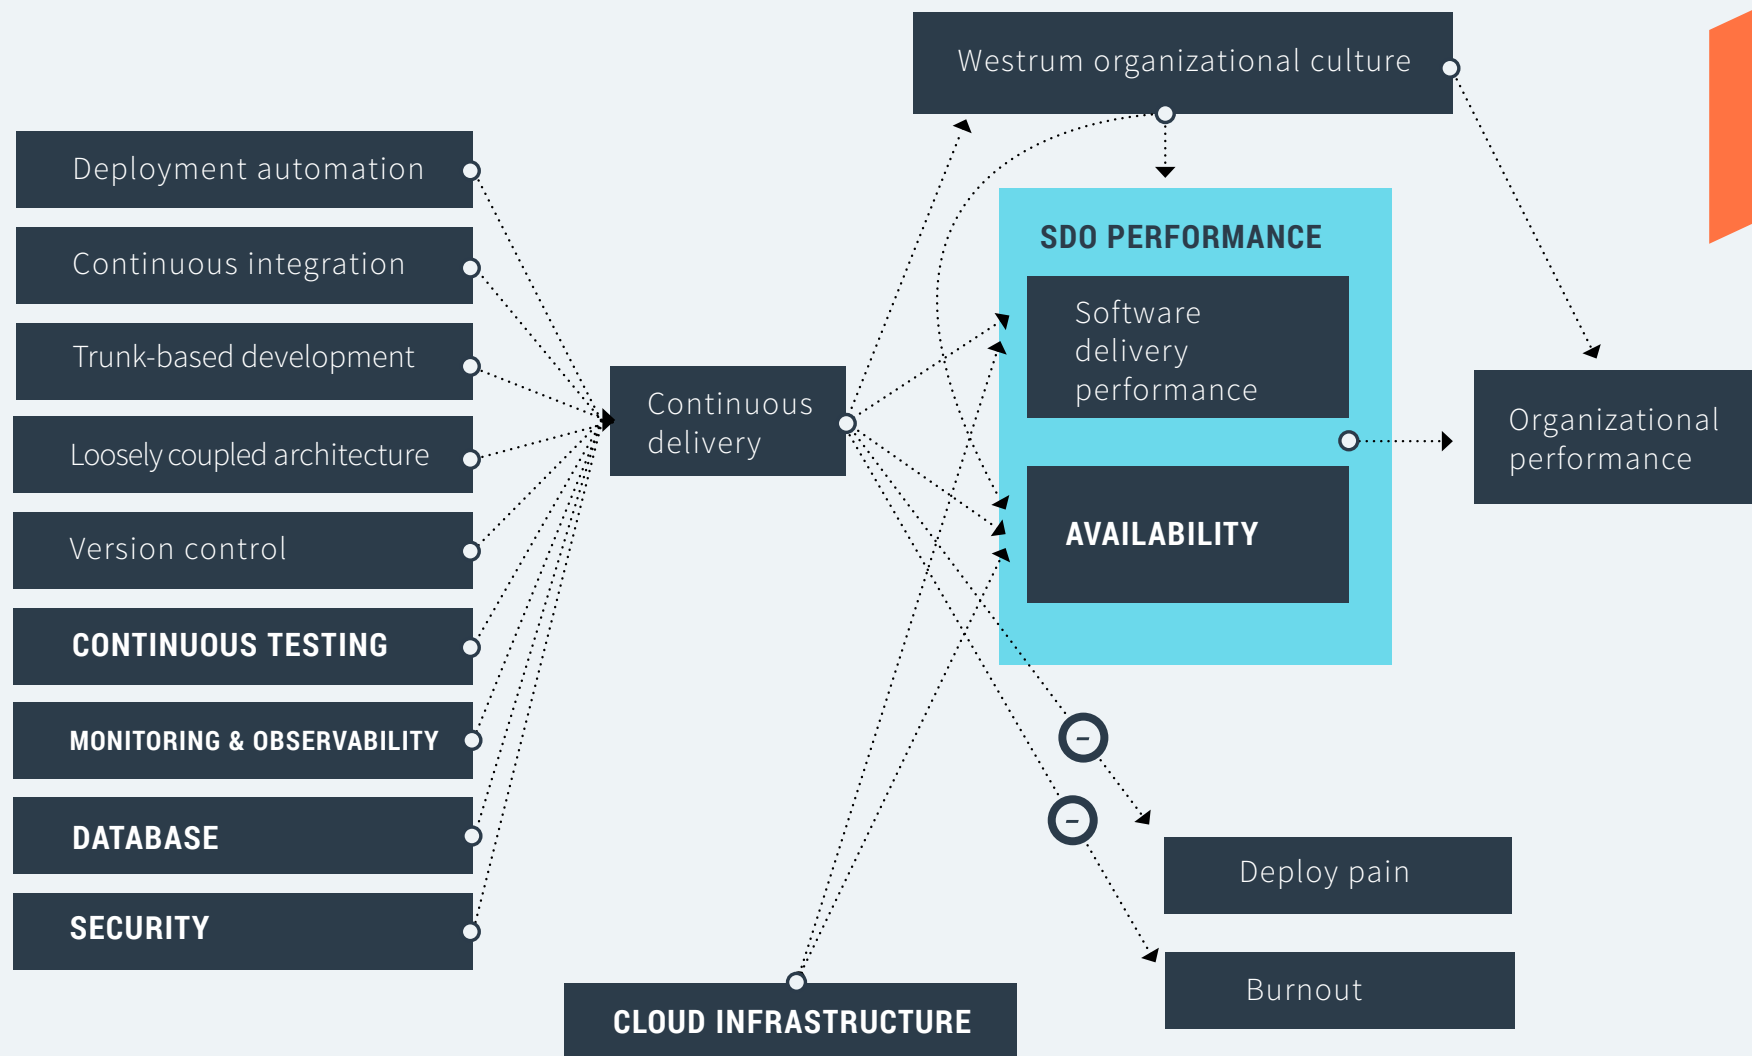 Westrum organizational culture
Deployment automation
Continuous integration
Trunk-based development
Loosely coupled architecture
Version control
CONTINUOUS TESTING
MONITORING & OBSERVABILITY
DATABASE
SECURITY
Continuous
delivery
SDO PERFORMANCE
Software
delivery
performance
AVAILABILITY
Organizational
performance
–
–
Deploy pain
Burnout
CLOUD INFRASTRUCTURE